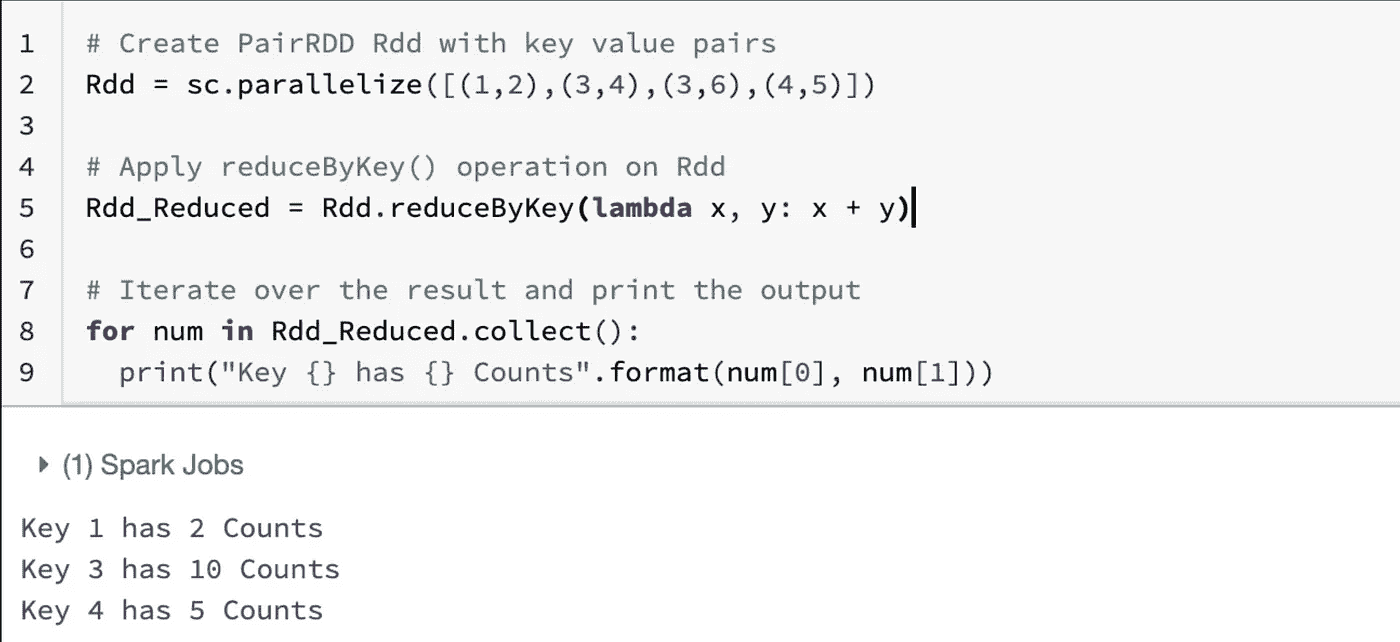 1 # Create PairRDD Rdd with key value pairs
2 Rdd = sc.parallelize([(1,2),(3,4),(3,6),(4,5)])
3
4 # Apply reduceByKey() operation on Rdd
5 Rdd_Reduced = Rdd.reduceByKey(lambda x, y: x + y)
6
7 # Iterate over the result and print the output
8 for num in Rdd_Reduced.collect():
9   print("Key {} has {} Counts".format(num[0], num[1]))
(1) Spark Jobs
Key 1 has 2 Counts
Key 3 has 10 Counts
Key 4 has 5 Counts